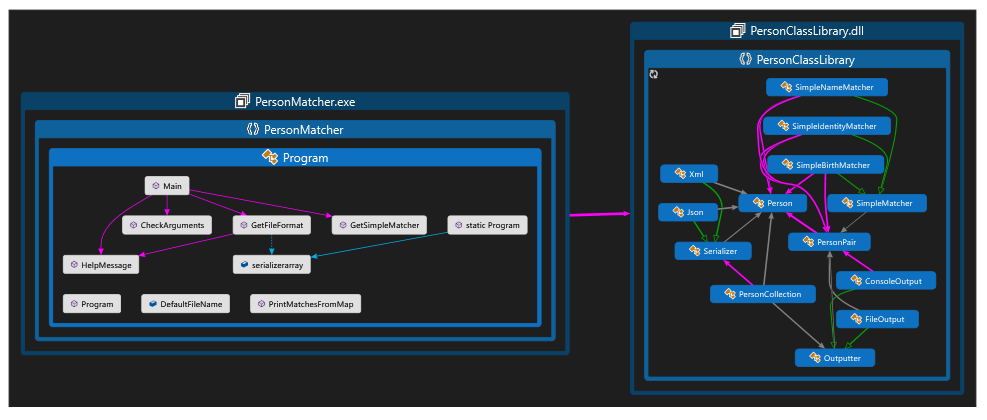 PersonClassLibrary.dll
PersonClassLibrary
SimpleNameMatcher
PersonMatcher.exe
SimpleIdentityMatcher
PersonMatcher
Program
SimpleBirthMatcher
Xml
Main
Person
SimpleMatcher
Json
CheckArguments
GetFileFormat
GetSimpleMatcher
static Program
PersonPair
Serializer
HelpMessage
serializerarray
ConsoleOutput
PersonCollection
Program
DefaultFileName
PrintMatchesFromMap
FileOutput
Outputter